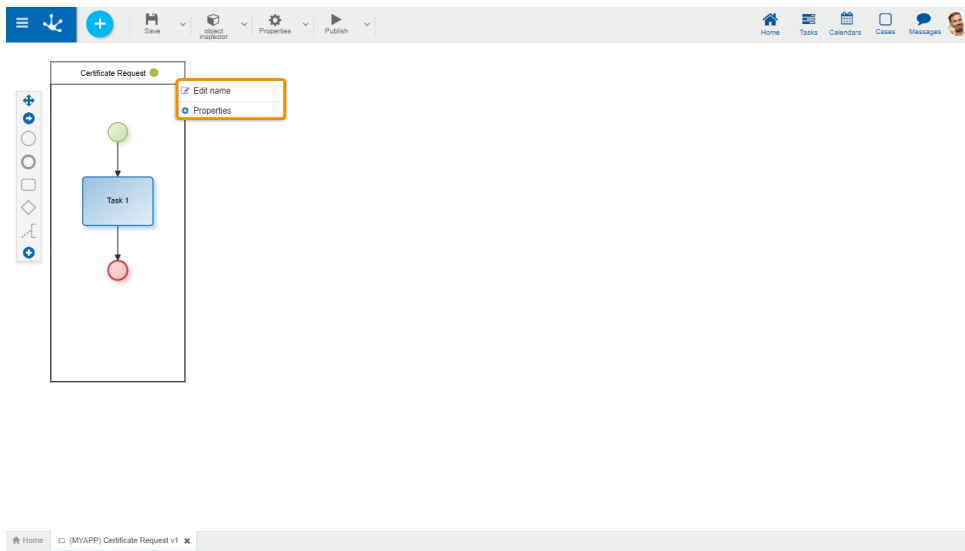 Save
object
inspector
Properties
Publish
Home
Tasks
Calendars
Cases
Messages
Certificate Request
Edit name
Properties
Task 1
Home
(MYAPP) Certificate Request v1